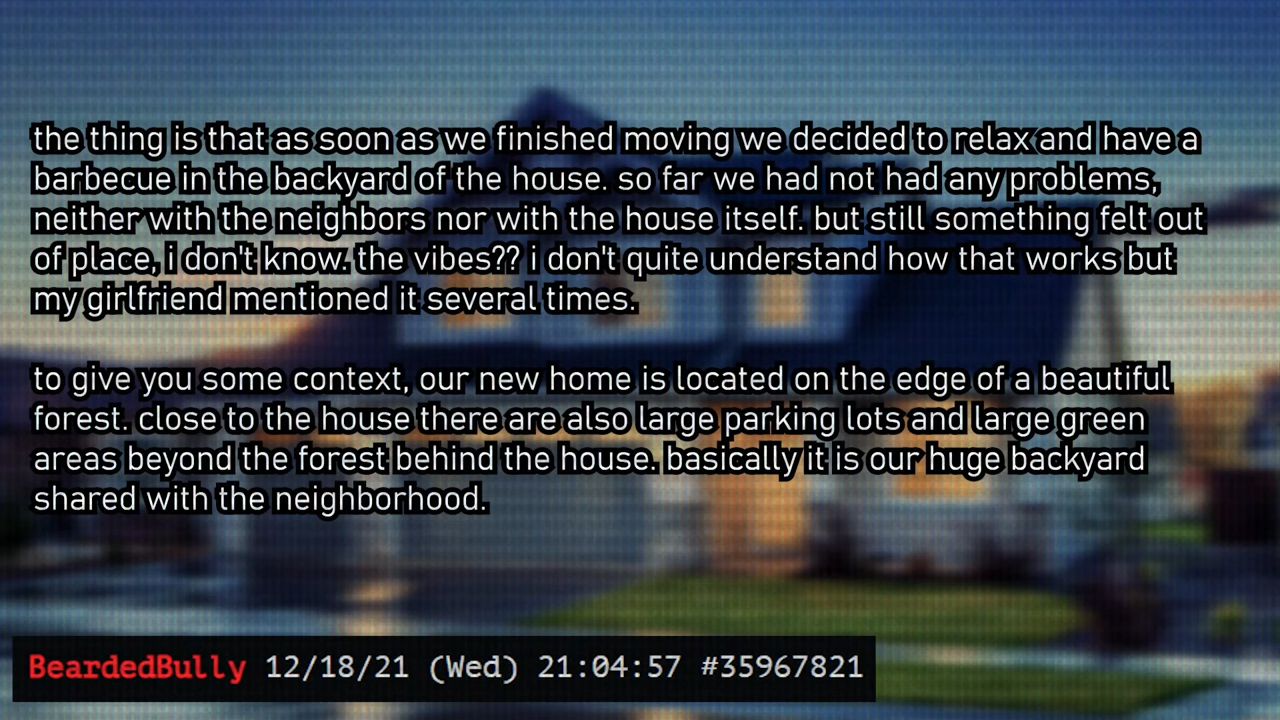 the thing is that as soon as we finished moving we decided to relax and have a
barbecue in the backyard of the house. so far we had not had any problems,
neither with the neighbors nor with the house itself. but still something felt out
of place, i don't know. the vibes?? i don't quite understand how that works but
my girlfriend mentioned it several times.
to give you some context, our new home is located on the edge of a beautiful
forest. close to the house there are also large parking lots and large green
areas beyond the forest behind the house. basically it is our huge backyard
shared with the neighborhood.
BeardedBully 12/18/21 (Wed) 21:04:57 #35967821